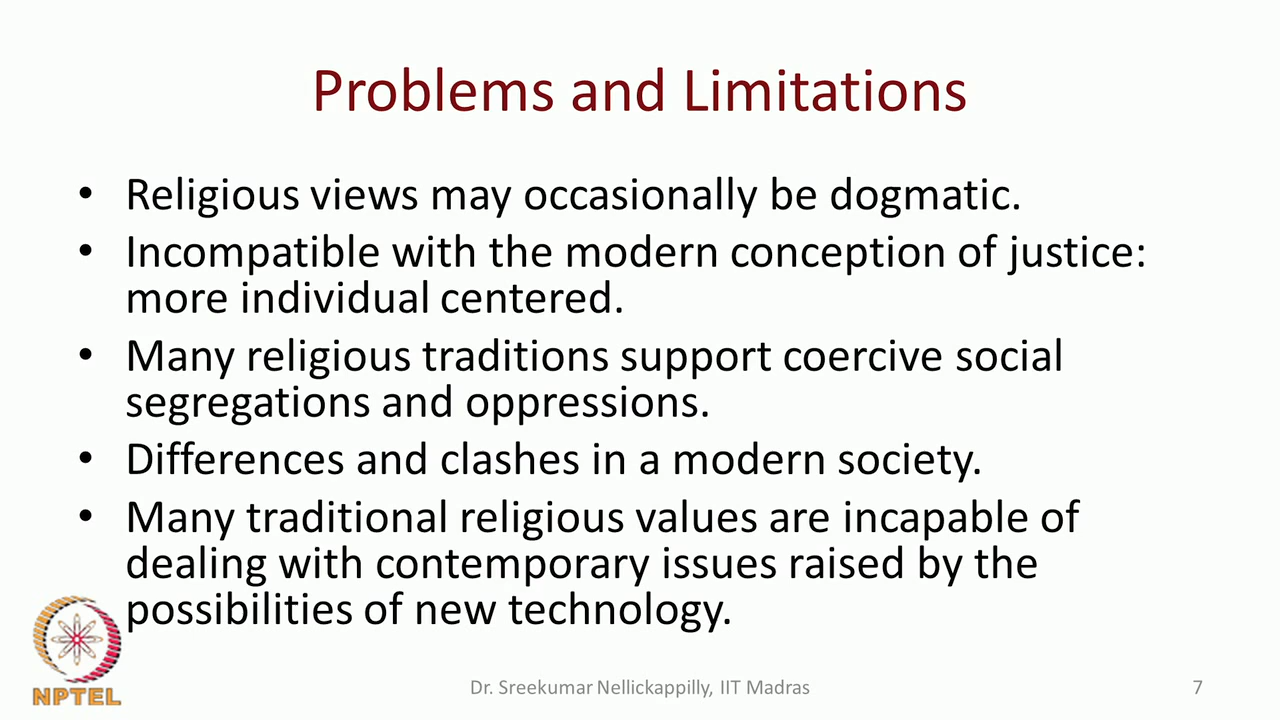 Problems and Limitations
• Religious views may occasionally be dogmatic.
• Incompatible with the modern conception of justice:
more individual centered.
• Many religious traditions support coercive social
segregations and oppressions.
• Differences and clashes in a modern society.
• Many traditional religious values are incapable of
dealing with contemporary issues raised by the
possibilities of new technology.
NPTEL
Dr. Sreekumar Nellickappilly, IIT Madras
7